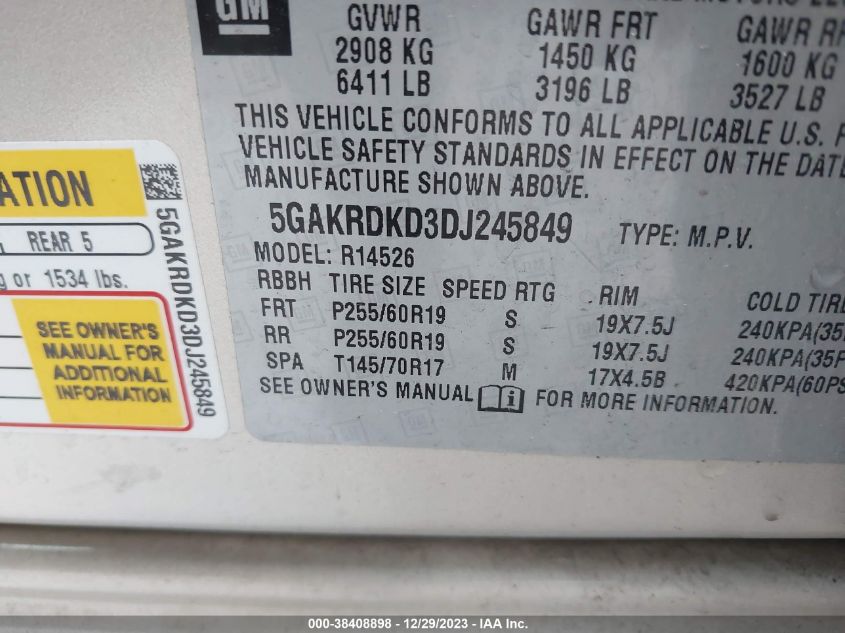 GM
GVWR GAWR FRT GAWR
2908 KG 1450 KG 1600 KG
6411 LB 3196 LB 3527 LB
THIS VEHICLE CONFORMS TO ALL APPLICABLE U.S.
VEHICLE SAFETY STANDARDS IN EFFECT ON THE DATE
MANUFACTURE SHOWN ABOVE.
5GAKRDKD3DJ245849 TYPE: M.P.V.
MODEL: R14526
RBBH TIRE SIZE SPEED RTG RIM COLD TIRE
FRT P255/60R19 S 19X7.5J 240KPA(35
RR P255/60R19 S 19X7.5J 240KPA(35P
SPA T145/70R17 M 17X4.5B 420KPA(60PS
SEE OWNER'S MANUAL i FOR MORE INFORMATION.
ATION
REAR 5
g or 1534 lbs.
SEE OWNER'S
MANUAL FOR
ADDITIONAL
INFORMATION
5GAKRDKD3DJ245849
000-38408898 - 12/29/2023 - IAA Inc.